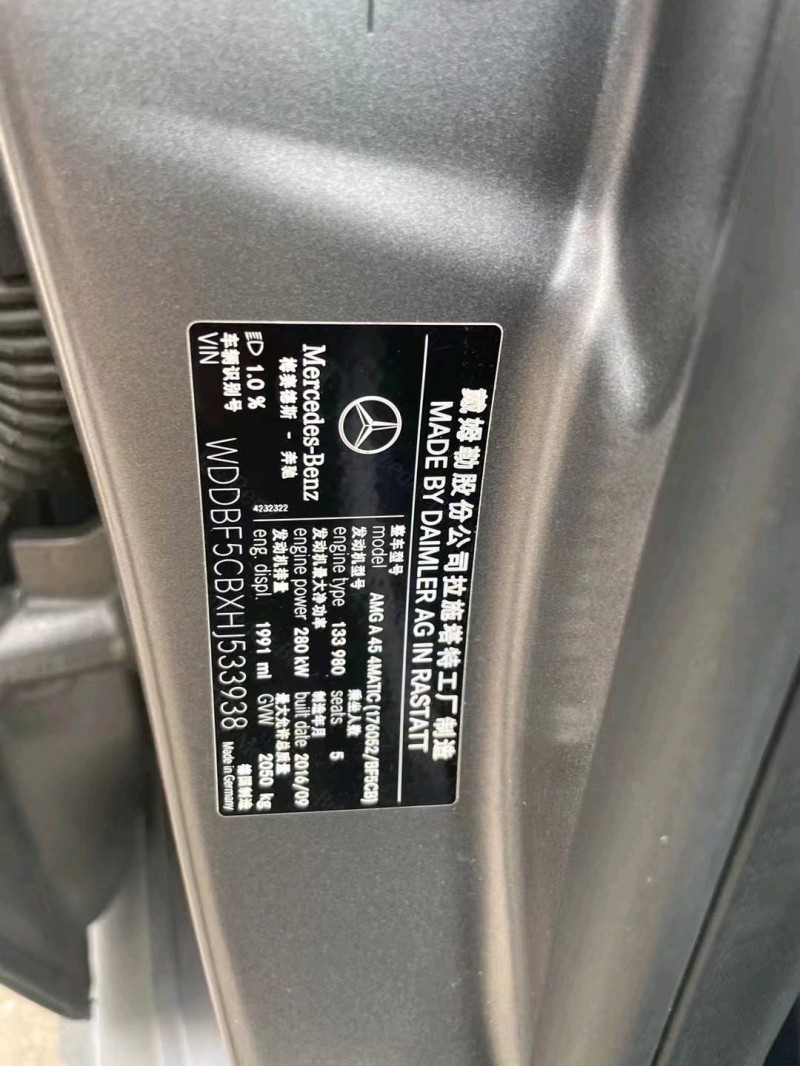 戴姆勒股份公司拉施塔特工厂制造
MADE BY DAIMLER AG IN RASTATT
Mercedes-Benz
梅赛德斯 - 奔驰
4232322
整车型号
model AMG A 45 4MATIC (176052/BF5CB)
发动机型号 乘坐人数
engine type 133 980 seats 5
发动机最大净功率 制造年月
engine power 280 kW built date 2016/09
发动机排量 最大允许总质量
eng. displ. 1991 ml GVW 2050 kg
1.0 %
车辆识别号 德国制造
VIN WDDBF5CBXHJ533938 Made in Germany